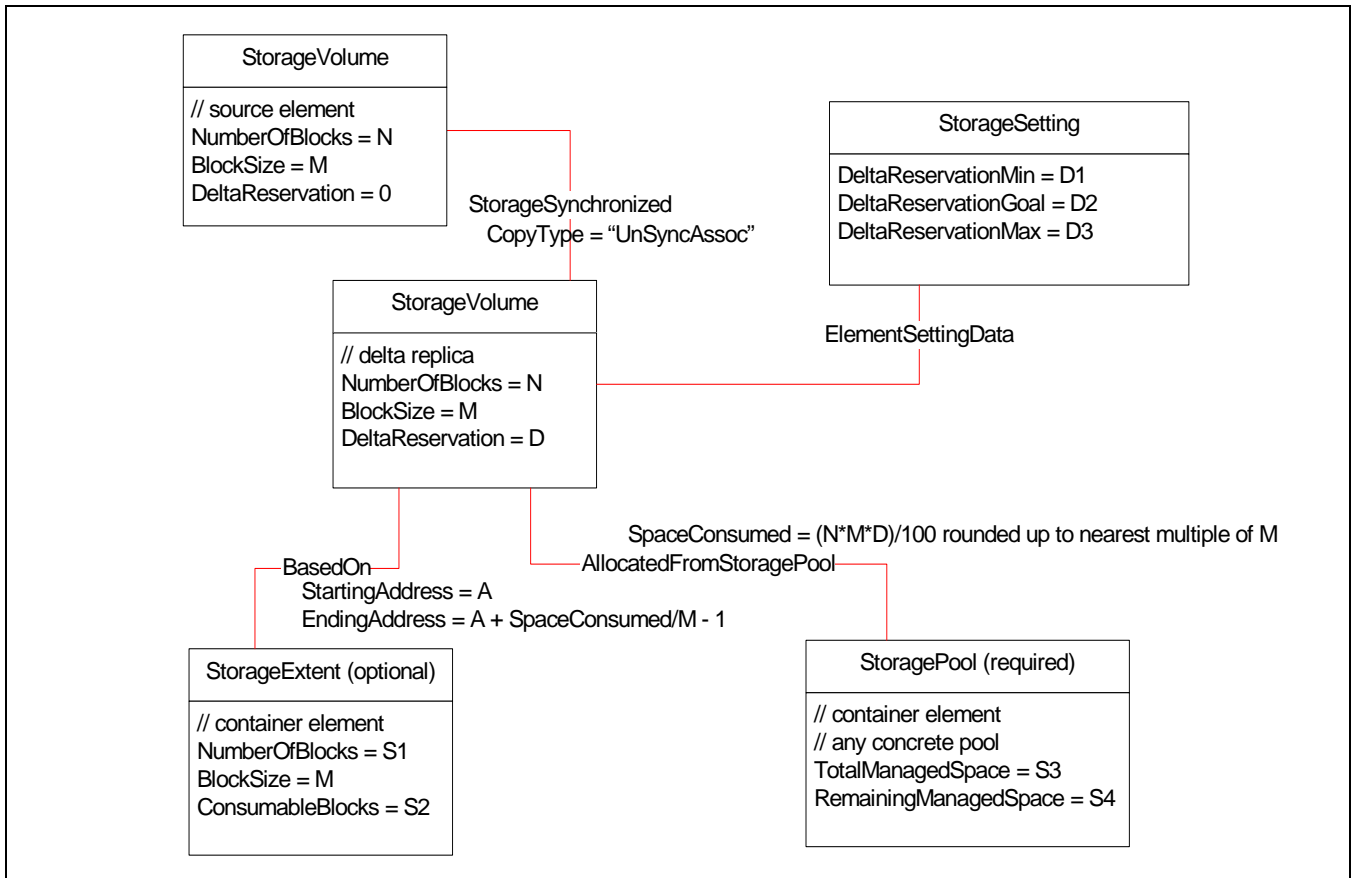 StorageVolume
// source element
NumberOfBlocks = N
BlockSize = M
DeltaReservation = 0
StorageSetting
DeltaReservationMin = D1
DeltaReservationGoal = D2
DeltaReservationMax = D3
StorageSynchronized
CopyType = “UnSyncAssoc”
StorageVolume
// delta replica
NumberOfBlocks = N
BlockSize = M
DeltaReservation = D
ElementSettingData
SpaceConsumed = (N*M*D)/100 rounded up to nearest multiple of M
AllocatedFromStoragePool
BasedOn
StartingAddress = A
EndingAddress = A + SpaceConsumed/M - 1
StorageExtent (optional)
// container element
NumberOfBlocks = S1
BlockSize = M
ConsumableBlocks = S2
StoragePool (required)
// container element
// any concrete pool
TotalManagedSpace = S3
RemainingManagedSpace = S4